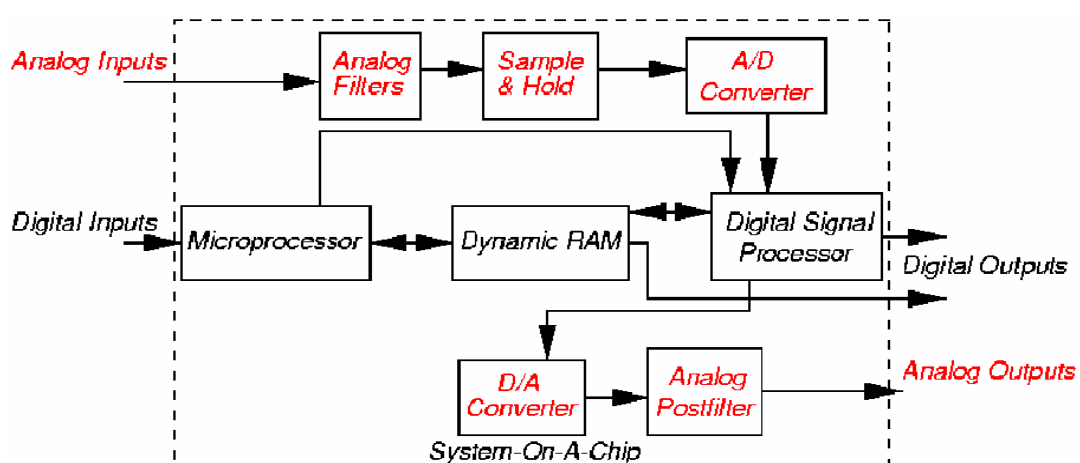 Analog Inputs
Analog
Filters
Sample
& Hold
A/D
Converter
Digital Inputs
Microprocessor
Dynamic RAM
Digital Signal
Processor
Digital Outputs
D/A
Converter
Analog
Postfilter
Analog Outputs
System-On-A-Chip